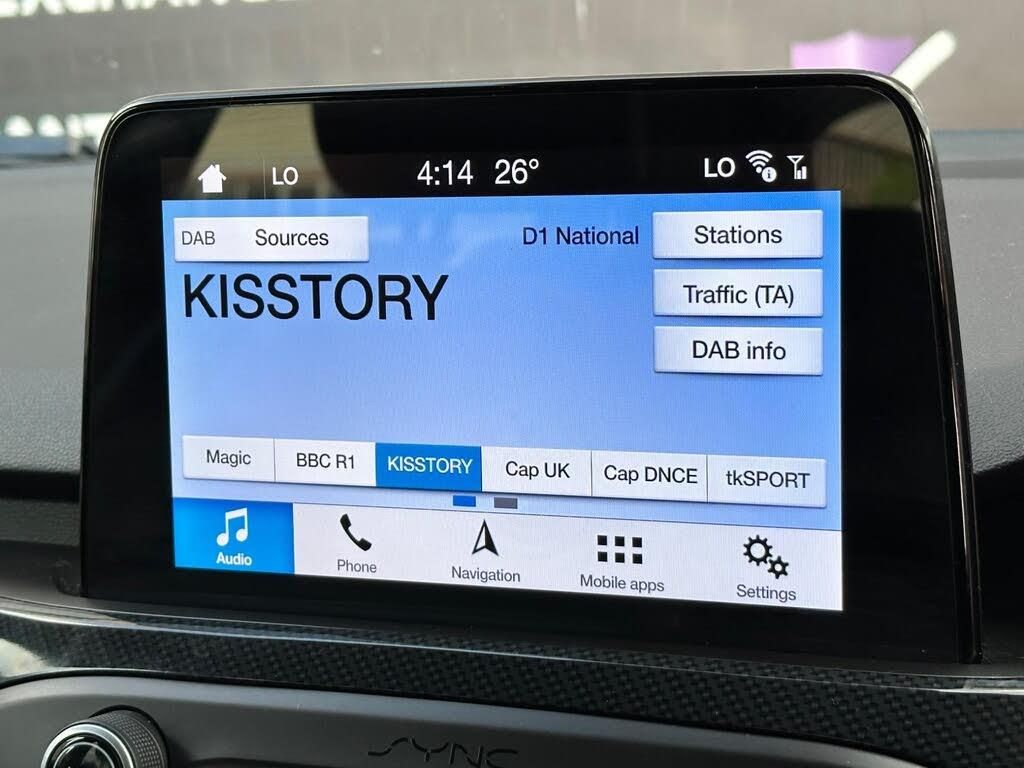 LO 4:14 26° LO
DAB Sources D1 National Stations
KISSTORY
Traffic (TA)
DAB info
Magic BBC R1 KISSTORY Cap UK Cap DNCE tkSPORT
Audio Phone Navigation Mobile apps Settings
SYNC